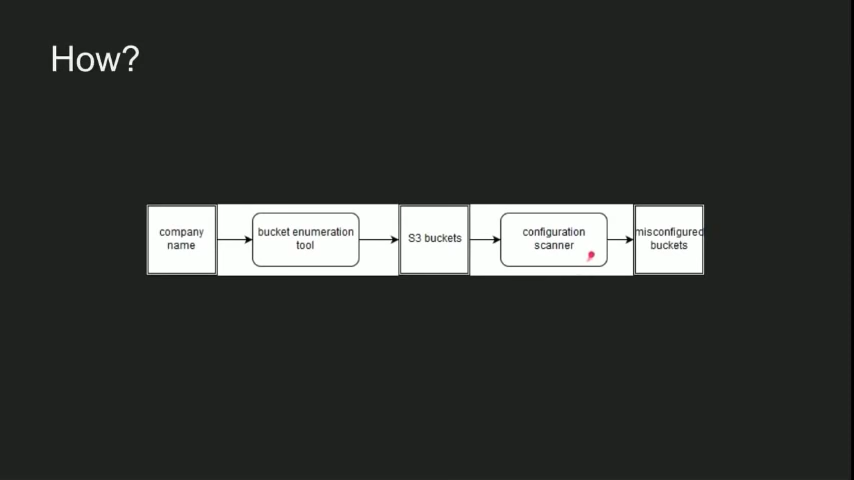 How?
company
name
bucket enumeration
tool
S3 buckets
configuration
scanner
misconfigured
buckets